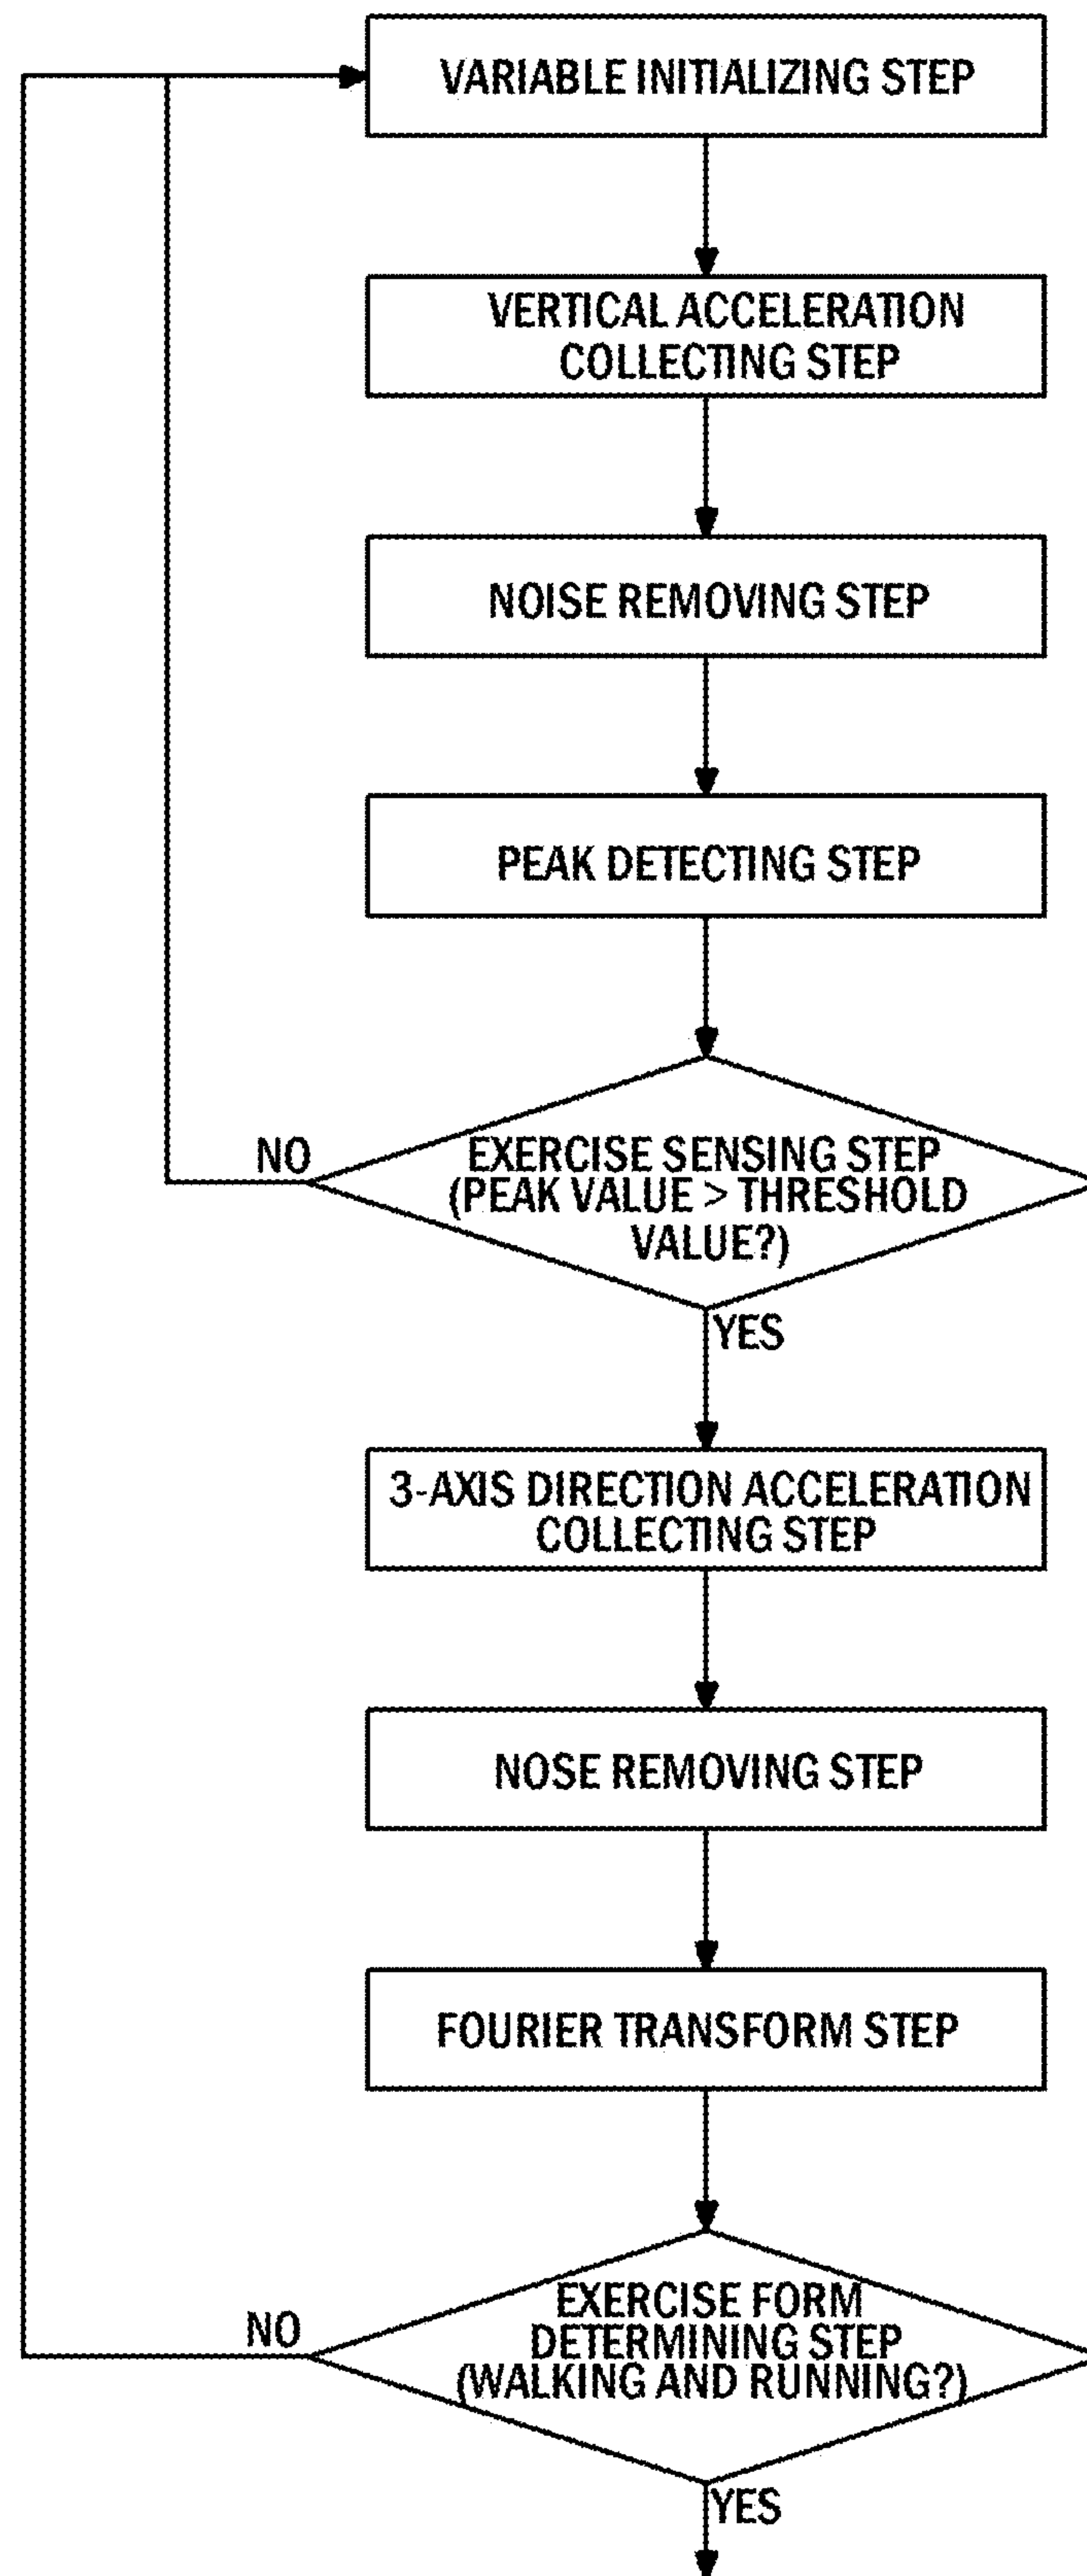 VARIABLE INITIALIZING STEP
VERTICAL ACCELERATION
COLLECTING STEP
NOISE REMOVING STEP
PEAK DETECTING STEP
NO
EXERCISE SENSING STEP
(PEAK VALUE > THRESHOLD
VALUE?)
YES
3-AXIS DIRECTION ACCELERATION
COLLECTING STEP
NOSE REMOVING STEP
FOURIER TRANSFORM STEP
NO
EXERCISE FORM
DETERMINING STEP
(WALKING AND RUNNING?)
YES